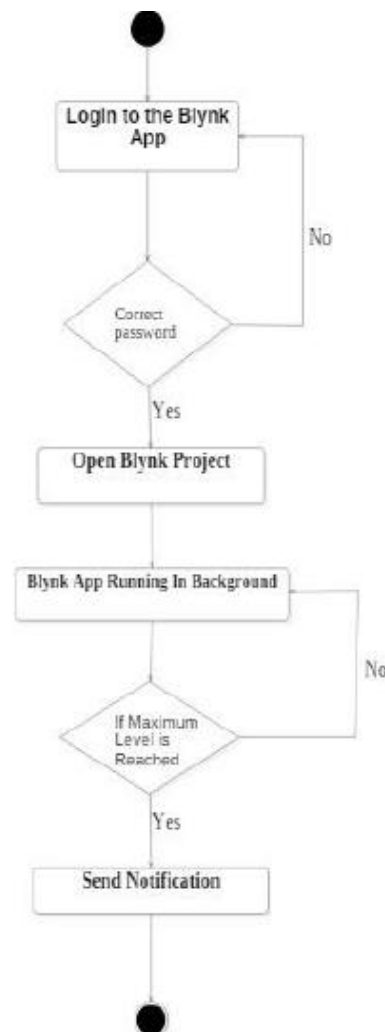 Login to the Blynk
App
No
Correct
password
Yes
Open Blynk Project
Blynk App Running In Background
No
If Maximum
Level is
Reached
Yes
Send Notification